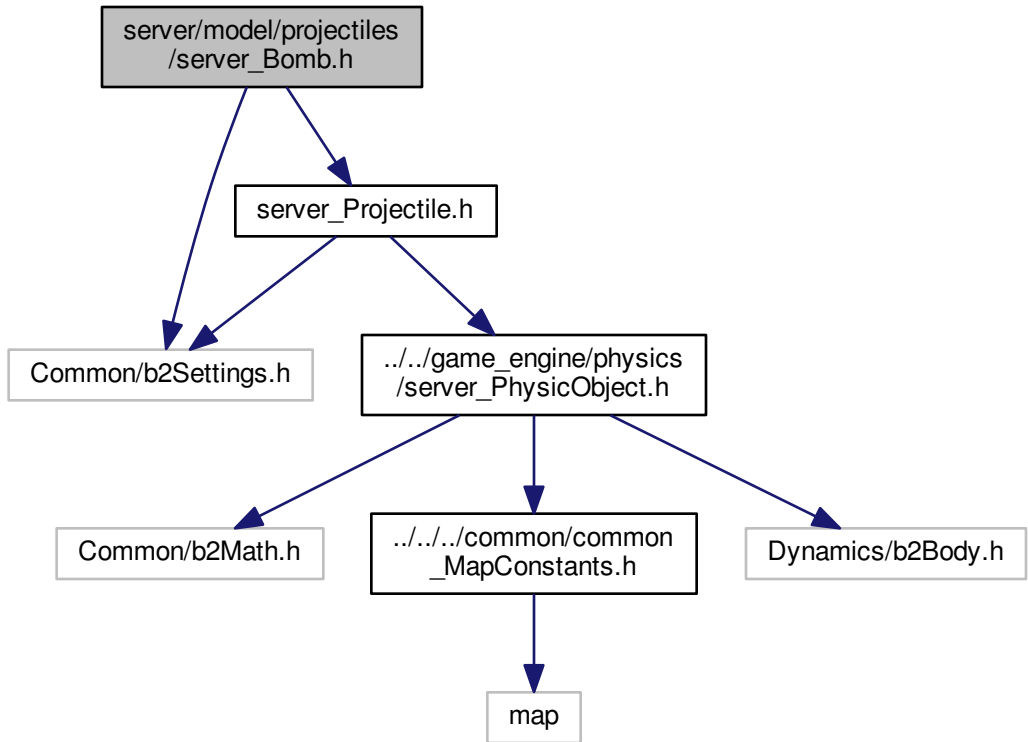 server/model/projectiles
/server_Bomb.h
server_Projectile.h
Common/b2Settings.h
../../game_engine/physics
/server_PhysicObject.h
Common/b2Math.h
../../../common/common
_MapConstants.h
Dynamics/b2Body.h
map